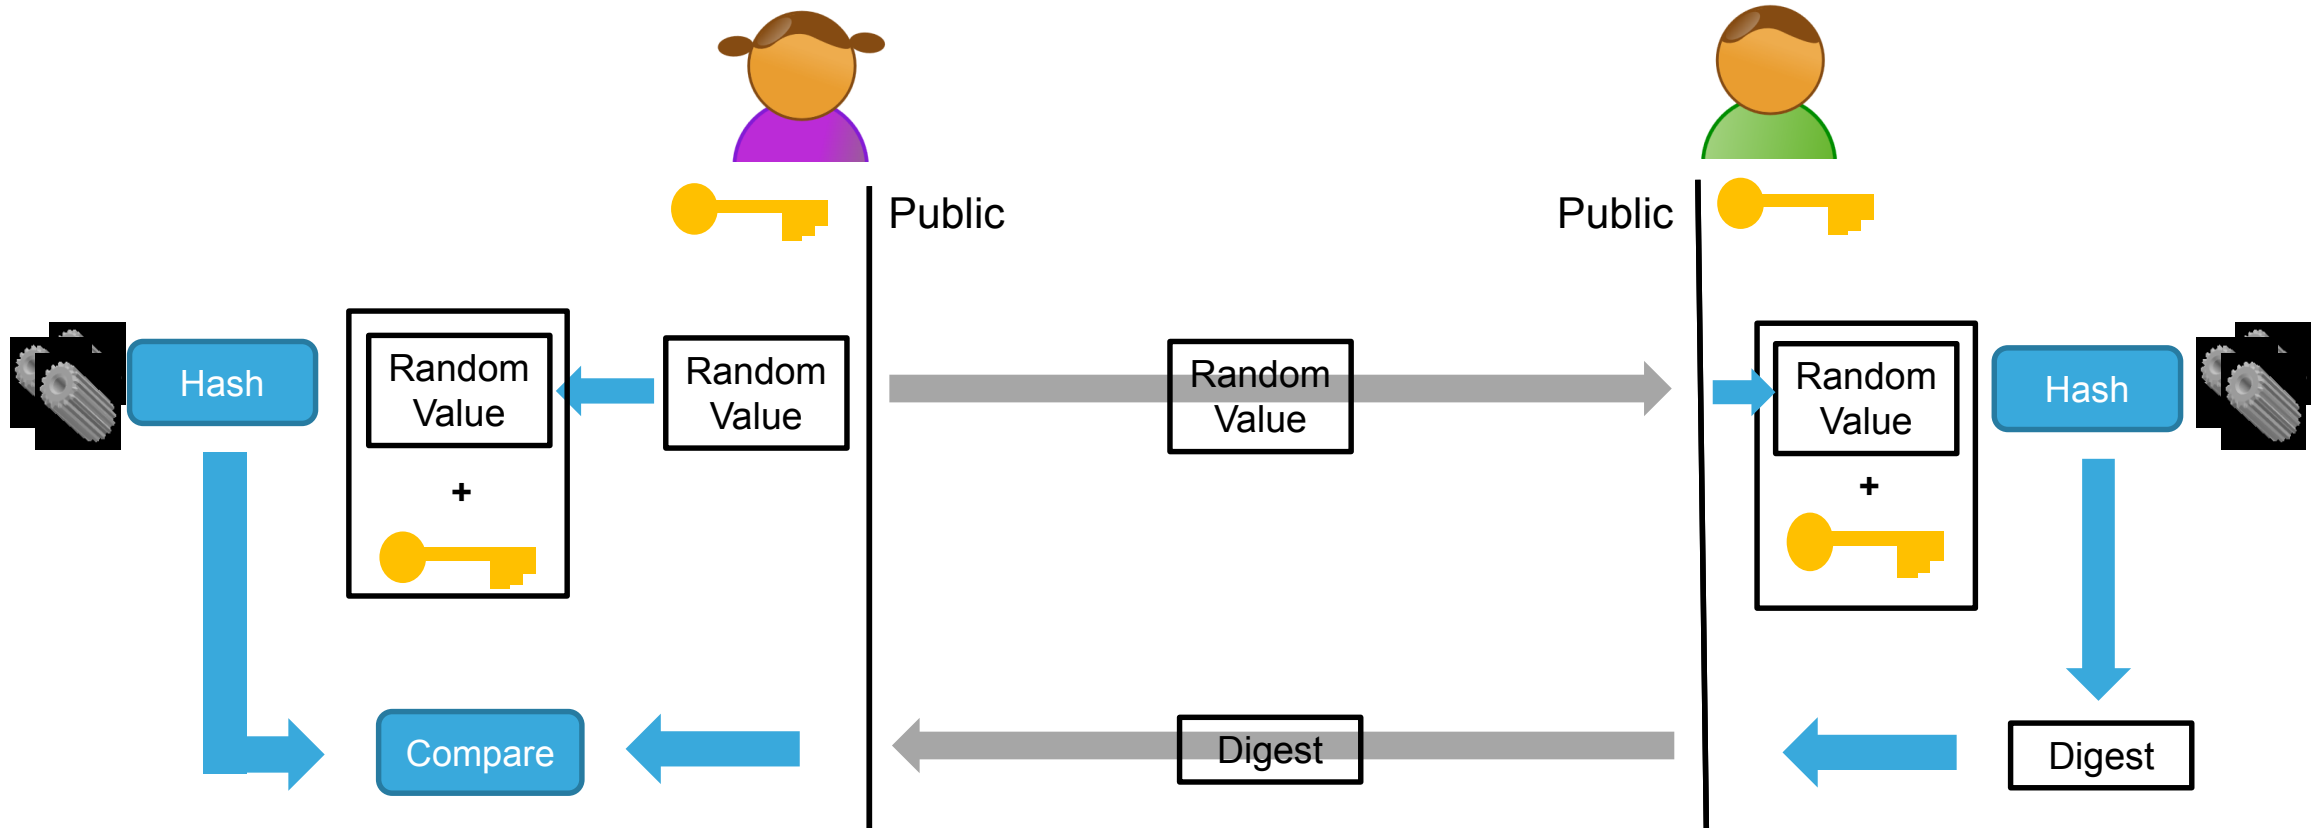 Public
Public
Hash
Random
Value
Random
Value
Random
Value
Random
Value
Hash
+
+
Compare
Digest
Digest